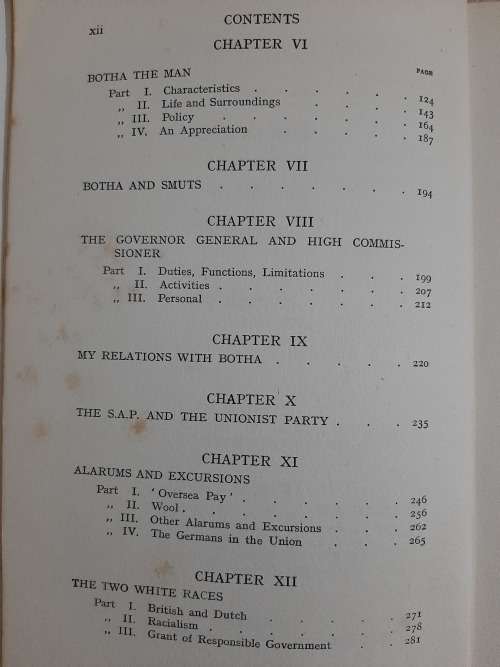 xii
CONTENTS
CHAPTER VI
PAGE
BOTHA THE MAN
Part I. Characteristics . . . . . 124
„ II. Life and Surroundings . . . . 143
„ III. Policy . . . . . . 164
„ IV. An Appreciation . . . . 187
CHAPTER VII
BOTHA AND SMUTS . . . . . . . 194
CHAPTER VIII
THE GOVERNOR GENERAL AND HIGH COMMIS-
SIONER
Part I. Duties, Functions, Limitations . . . 199
„ II. Activities . . . . . . . 207
„ III. Personal . . . . . . . 212
CHAPTER IX
MY RELATIONS WITH BOTHA . . . . . 220
CHAPTER X
THE S.A.P. AND THE UNIONIST PARTY . . . 235
CHAPTER XI
ALARUMS AND EXCURSIONS
Part I. ‘Oversea Pay’ . . . . . . 246
„ II. Wool . . . . . . . . 256
„ III. Other Alarums and Excursions . . . 262
„ IV. The Germans in the Union . . . 265
CHAPTER XII
THE TWO WHITE RACES
Part I. British and Dutch . . . . . 271
„ II. Racialism . . . . . . . 278
„ III. Grant of Responsible Government . . 281